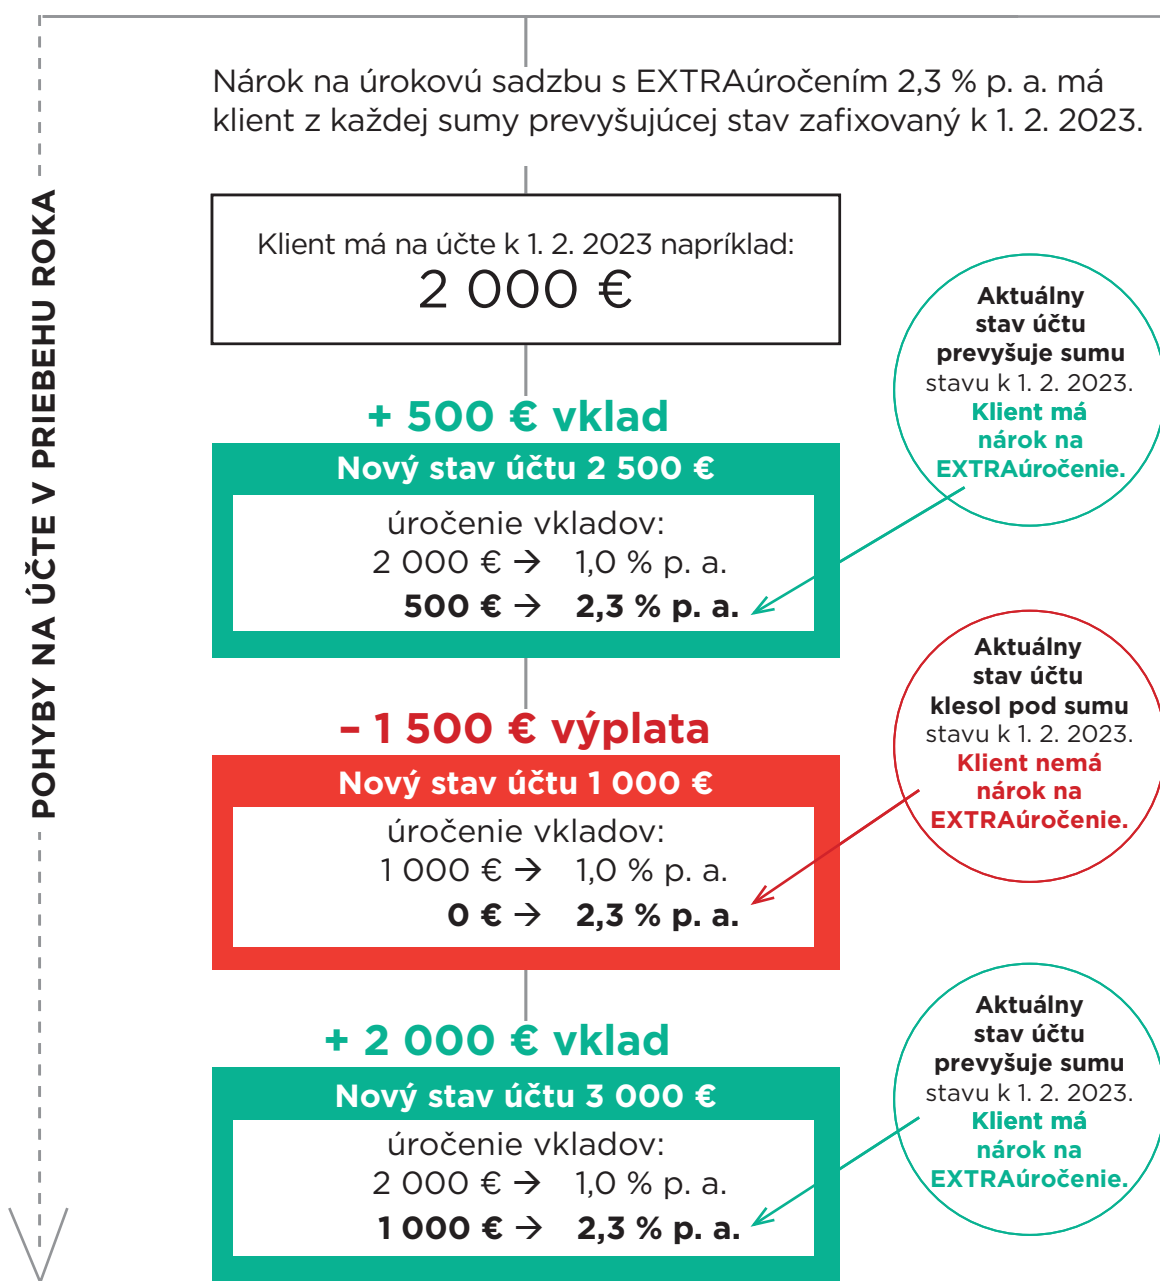 POHYBY NA ÚČTE V PRIEBEHU ROKA
Nárok na úrokovú sadzbu s EXTRAúročením 2,3 % p. a. má
klient z každej sumy prevyšujúcej stav zafixovaný k 1. 2. 2023.
Klient má na účte k 1. 2. 2023 napríklad:
2 000 €
+ 500 € vklad
Nový stav účtu 2 500 €
úročenie vkladov:
2 000 € → 1,0 % p. a.
500 € → 2,3 % p. a.
Aktuálny
stav účtu
prevyšuje sumu
stavu k 1. 2. 2023.
Klient má
nárok na
EXTRAúročenie.
– 1 500 € výplata
Nový stav účtu 1 000 €
úročenie vkladov:
1 000 € → 1,0 % p. a.
0 € → 2,3 % p. a.
Aktuálny
stav účtu
klesol pod sumu
stavu k 1. 2. 2023.
Klient nemá
nárok na
EXTRAúročenie.
+ 2 000 € vklad
Nový stav účtu 3 000 €
úročenie vkladov:
2 000 € → 1,0 % p. a.
1 000 € → 2,3 % p. a.
Aktuálny
stav účtu
prevyšuje sumu
stavu k 1. 2. 2023.
Klient má
nárok na
EXTRAúročenie.